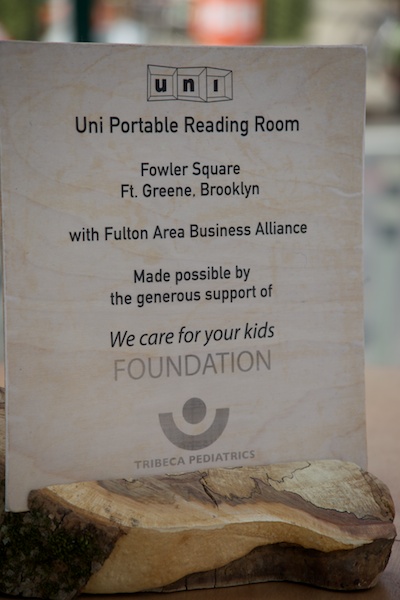 uni
Uni Portable Reading Room
Fowler Square
Ft. Greene, Brooklyn
with Fulton Area Business Alliance
Made possible by
the generous support of
We care for your kids
FOUNDATION
TRIBECA PEDIATRICS